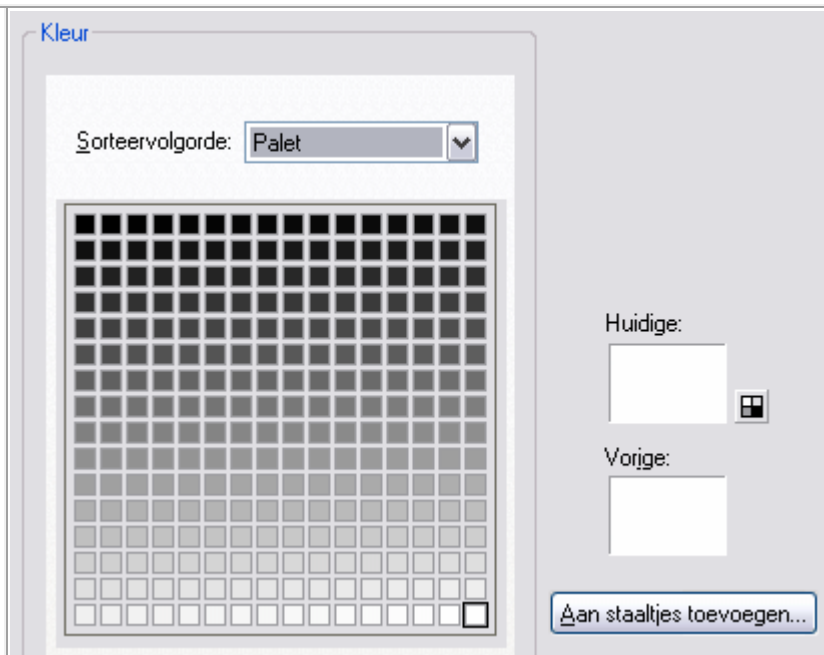 Kleur
Sorteervolgorde: Palet
Huidige:
Vorige:
Aan staaltjes toevoegen...